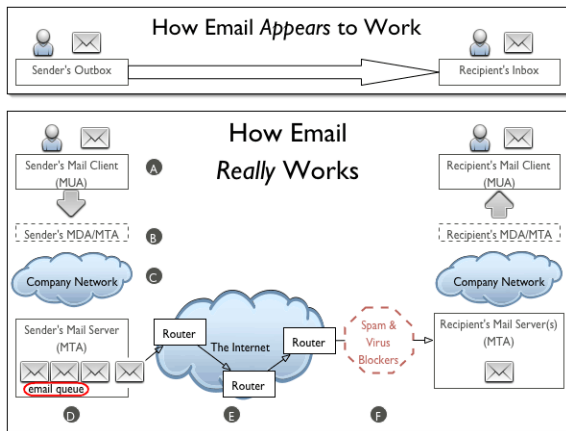 How Email Appears to Work
Sender's Outbox
Recipient's Inbox
How Email
Really Works
Sender's Mail Client
(MUA)
A
Recipient's Mail Client
(MUA)
Sender's MDA/MTA
B
Recipient's MDA/MTA
Company Network
C
Company Network
Sender's Mail Server
(MTA)
email queue
Router
The Internet
Router
Router
Spam &
Virus
Blockers
Recipient's Mail Server(s)
(MTA)
D
E
F